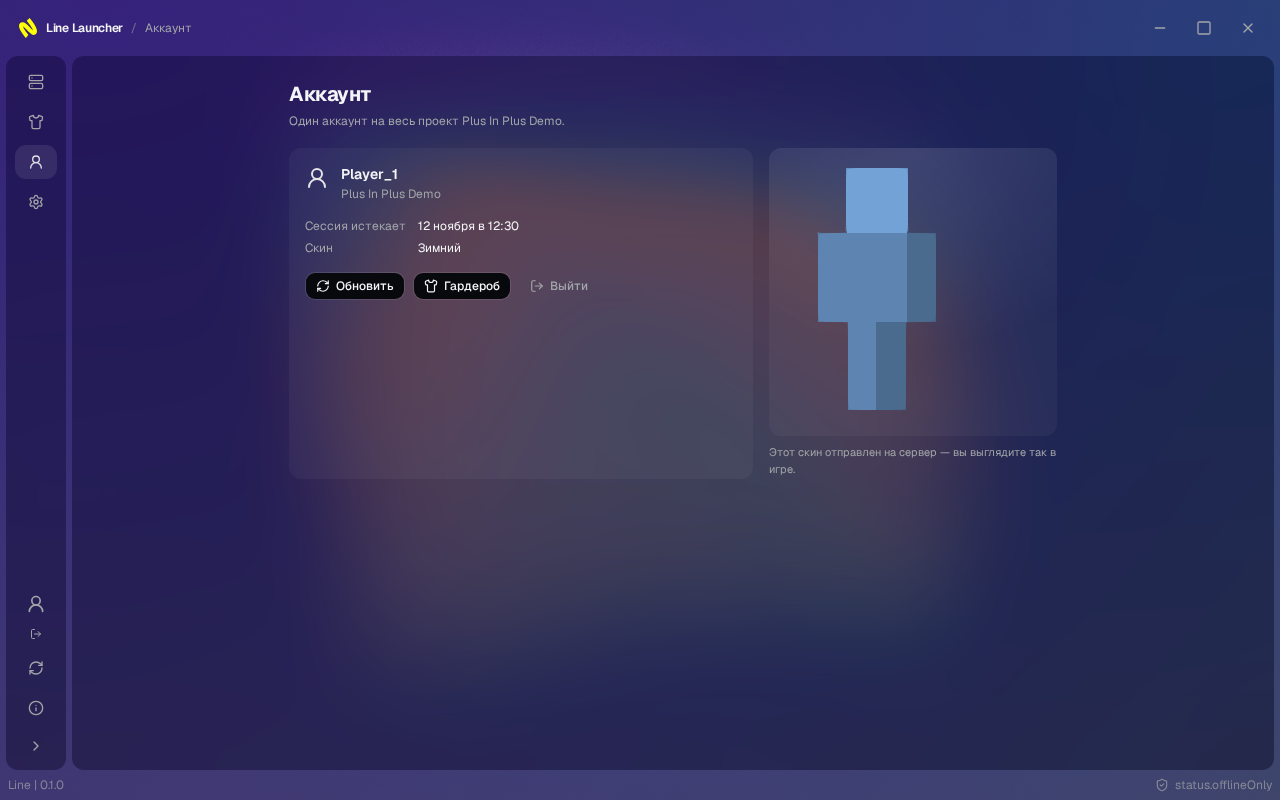 Line Launcher / Аккаунт
Аккаунт
Один аккаунт на весь проект Plus In Plus Demo.
Player_1
Plus In Plus Demo
Сессия истекает 12 ноября в 12:30
Скин Зимний
Обновить Гардероб Выйти
Этот скин отправлен на сервер — вы выглядите так в
игре.
Line | 0.1.0
status.offlineOnly